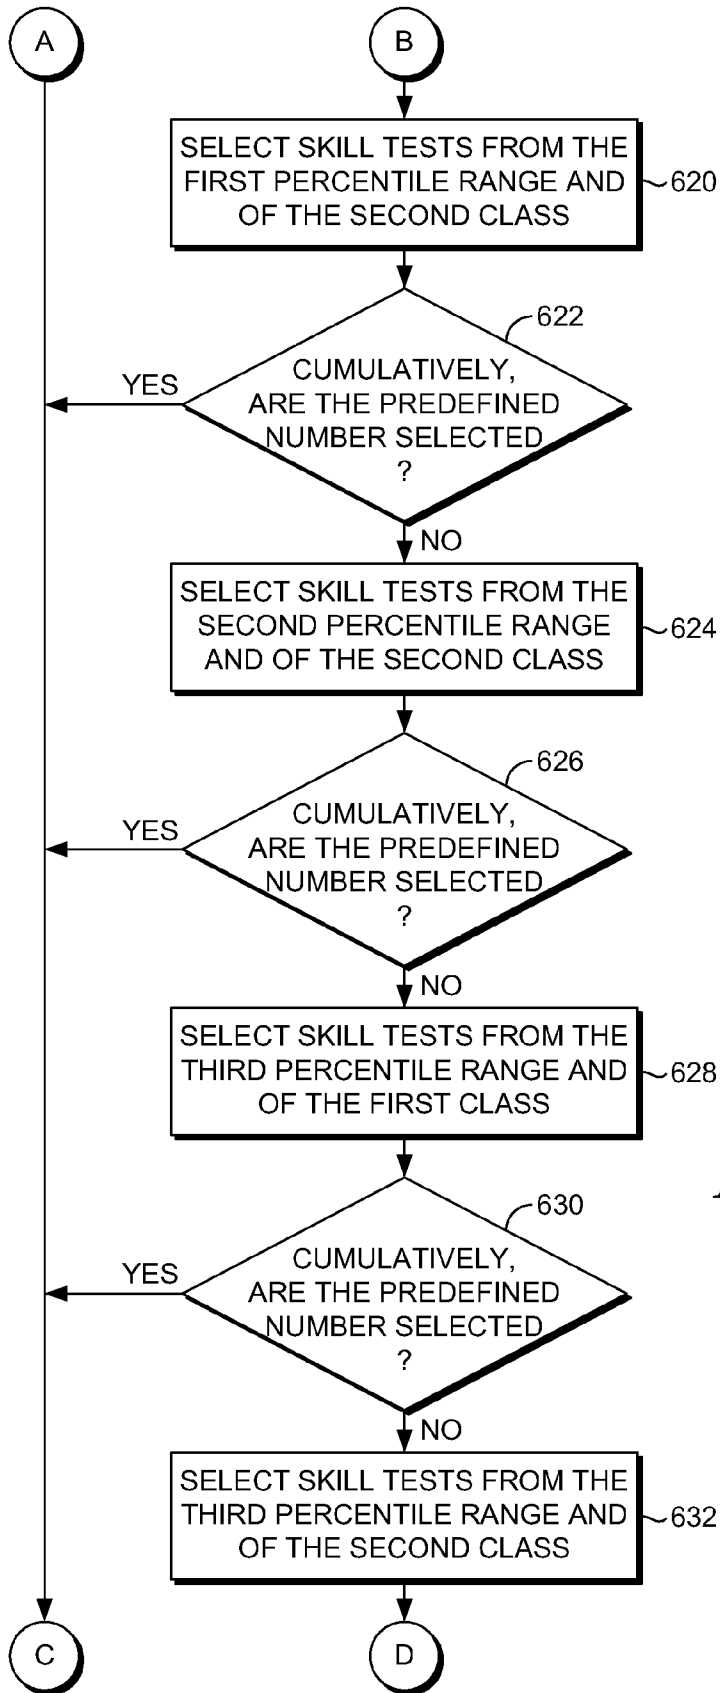 A
B
SELECT SKILL TESTS FROM THE
FIRST PERCENTILE RANGE AND
OF THE SECOND CLASS
620
622
YES
CUMULATIVELY,
ARE THE PREDEFINED
NUMBER SELECTED
?
NO
SELECT SKILL TESTS FROM THE
SECOND PERCENTILE RANGE
AND OF THE SECOND CLASS
624
626
YES
CUMULATIVELY,
ARE THE PREDEFINED
NUMBER SELECTED
?
NO
SELECT SKILL TESTS FROM THE
THIRD PERCENTILE RANGE AND
OF THE FIRST CLASS
628
630
YES
CUMULATIVELY,
ARE THE PREDEFINED
NUMBER SELECTED
?
NO
SELECT SKILL TESTS FROM THE
THIRD PERCENTILE RANGE AND
OF THE SECOND CLASS
632
C
D